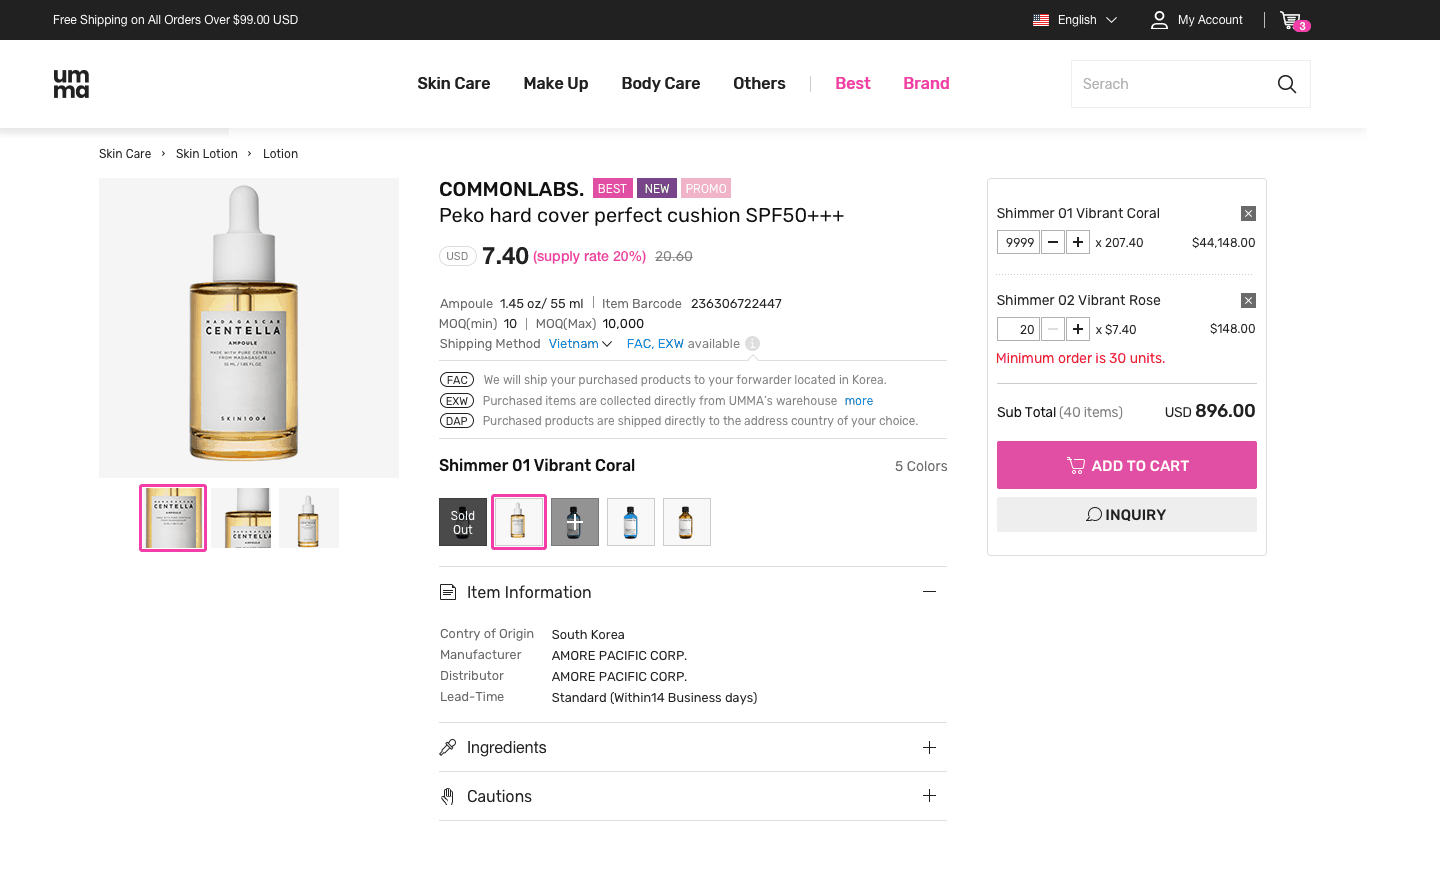 Free Shipping on All Orders Over $99.00 USD
English
My Account
3
um
ma
Skin Care
Make Up
Body Care
Others
Best
Brand
Serach
Skin Care › Skin Lotion › Lotion
MADAGASCAR
CENTELLA
AMPOULE
MADE WITH PURE CENTELLA
FROM MADAGASCAR
SKIN1004
CENTELLA
CENTELLA
COMMONLABS.
BEST
NEW
PROMO
Peko hard cover perfect cushion SPF50+++
USD 7.40 (supply rate 20%) 20.60
Ampoule 1.45 oz/ 55 ml | Item Barcode 236306722447
MOQ(min) 10 | MOQ(Max) 10,000
Shipping Method Vietnam FAC, EXW available
FAC We will ship your purchased products to your forwarder located in Korea.
EXW Purchased items are collected directly from UMMA's warehouse more
DAP Purchased products are shipped directly to the address country of your choice.
Shimmer 01 Vibrant Coral
5 Colors
Sold
Out
Item Information
Contry of Origin South Korea
Manufacturer AMORE PACIFIC CORP.
Distributor AMORE PACIFIC CORP.
Lead-Time Standard (Within14 Business days)
Ingredients
Cautions
Shimmer 01 Vibrant Coral
9999 x 207.40 $44,148.00
Shimmer 02 Vibrant Rose
20 x $7.40 $148.00
Minimum order is 30 units.
Sub Total (40 items) USD 896.00
ADD TO CART
INQUIRY